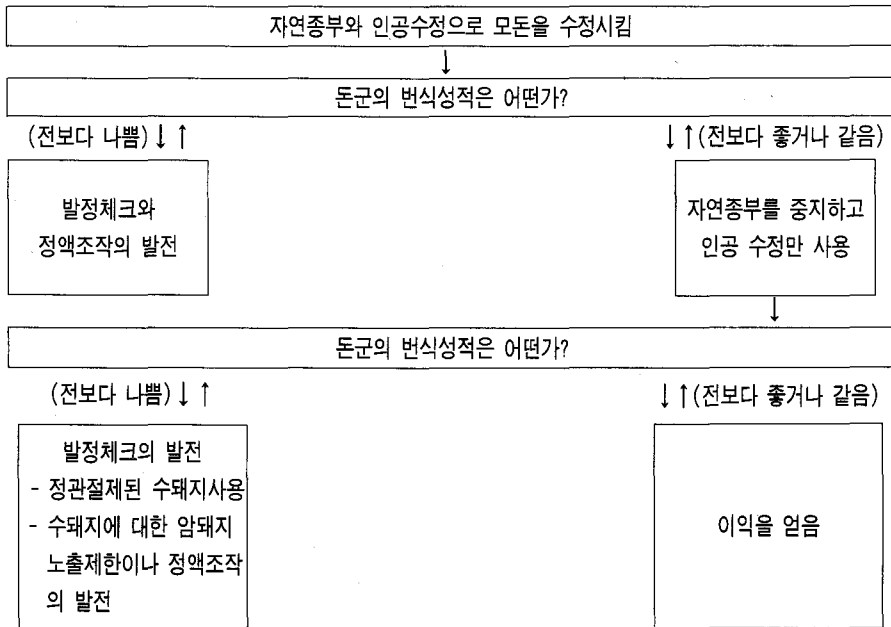 자연종부와 인공수정으로 모돈을 수정시킴
↓
돈군의 번식성적은 어떤가?
(전보다 나쁨) ↓ ↑
↓ ↑ (전보다 좋거나 같음)
발정체크와
정액조작의 발전
자연종부를 중지하고
인공 수정만 사용
↓
돈군의 번식성적은 어떤가?
(전보다 나쁨) ↓ ↑
↓ ↑ (전보다 좋거나 같음)
발정체크의 발전
- 정관절제된 수돼지사용
- 수돼지에 대한 암돼지
노출제한이나 정액조작
의 발전
이익을 얻음